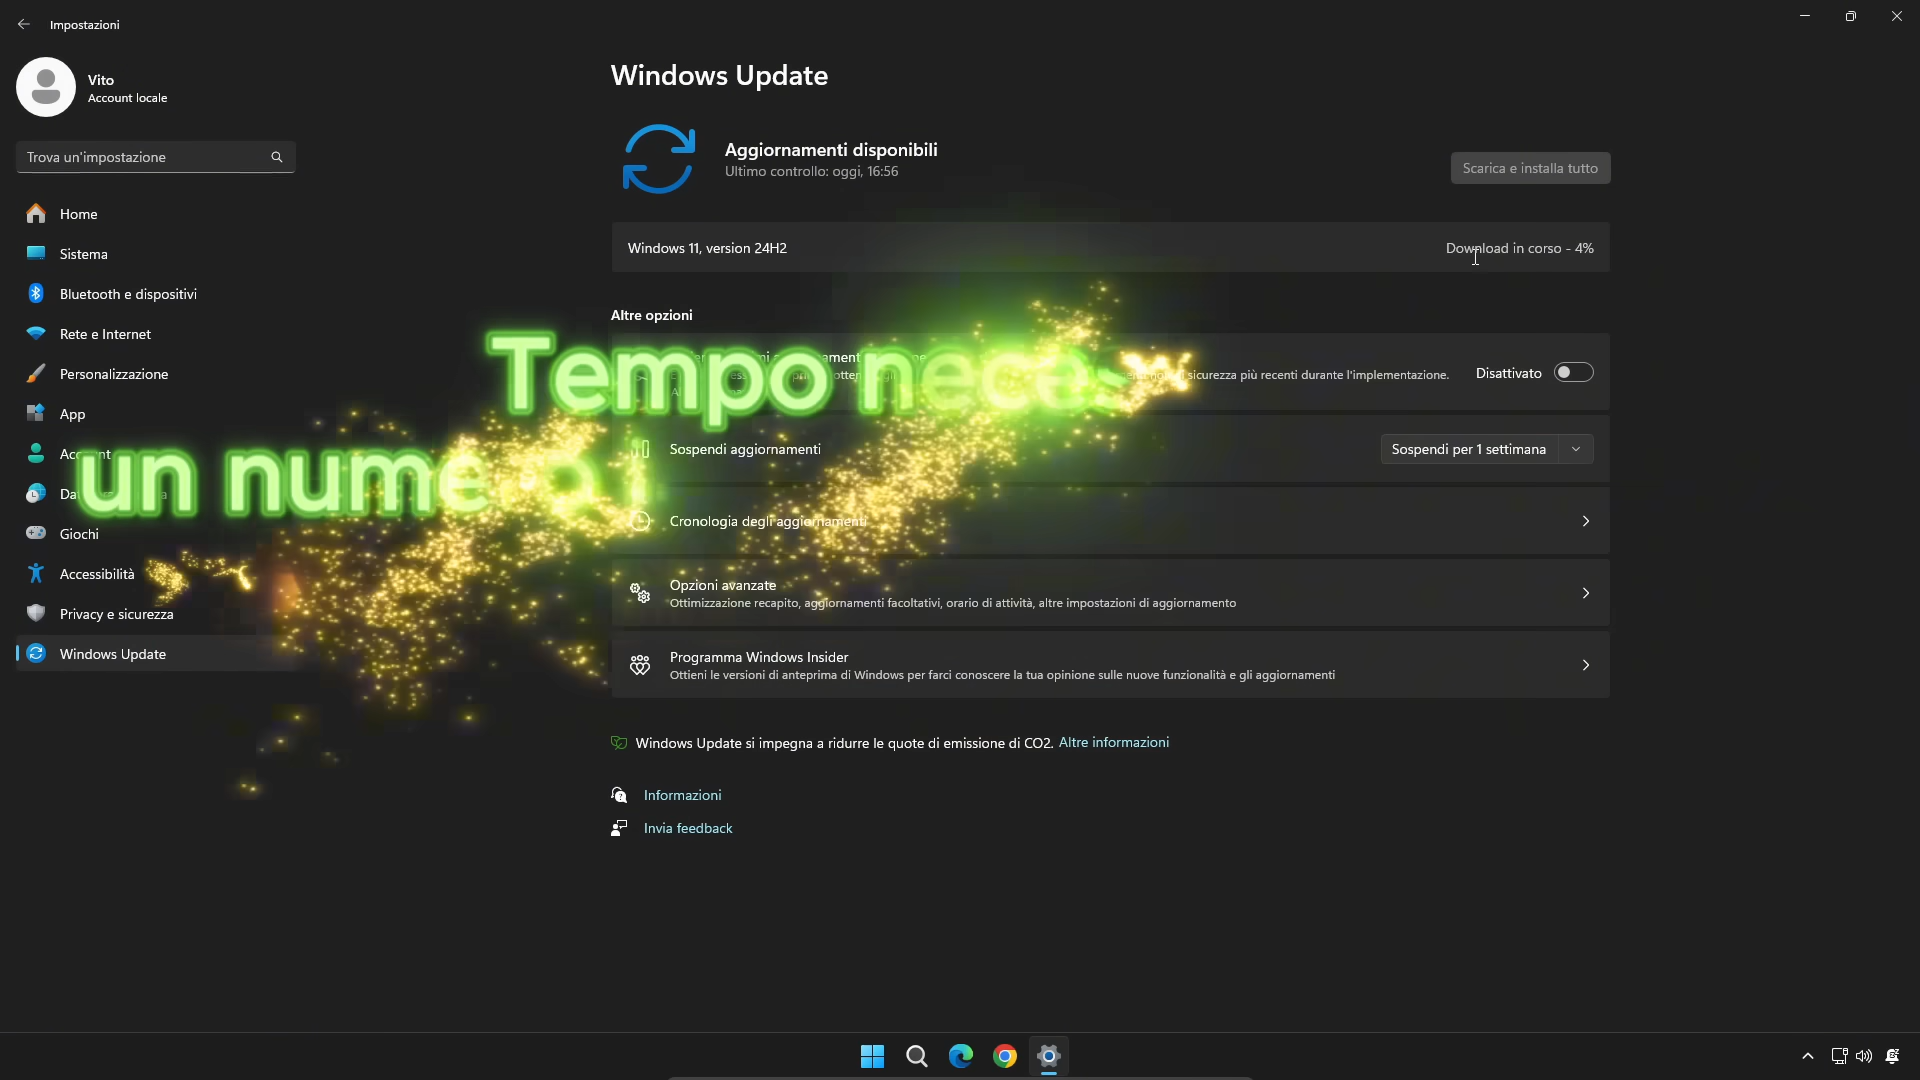 Impostazioni
Vito
Account locale
Trova un'impostazione
Home
Sistema
Bluetooth e dispositivi
Rete e Internet
Personalizzazione
App
Giochi
Accessibilità
Privacy e sicurezza
Windows Update
Windows Update
Aggiornamenti disponibili
Ultimo controllo: oggi, 16:56
Scarica e installa tutto
Windows 11, version 24H2
Download in corso - 4%
Altre opzioni
Tempo nece
un nume
sicurezza più recenti durante l'implementazione.
Disattivato
Sospendi aggiornamenti
Sospendi per 1 settimana
Cronologia degli aggiornamenti
Opzioni avanzate
Ottimizzazione recapito, aggiornamenti facoltativi, orario di attività, altre impostazioni di aggiornamento
Programma Windows Insider
Ottieni le versioni di anteprima di Windows per farci conoscere la tua opinione sulle nuove funzionalità e gli aggiornamenti
Windows Update si impegna a ridurre le quote di emissione di CO2. Altre informazioni
Informazioni
Invia feedback